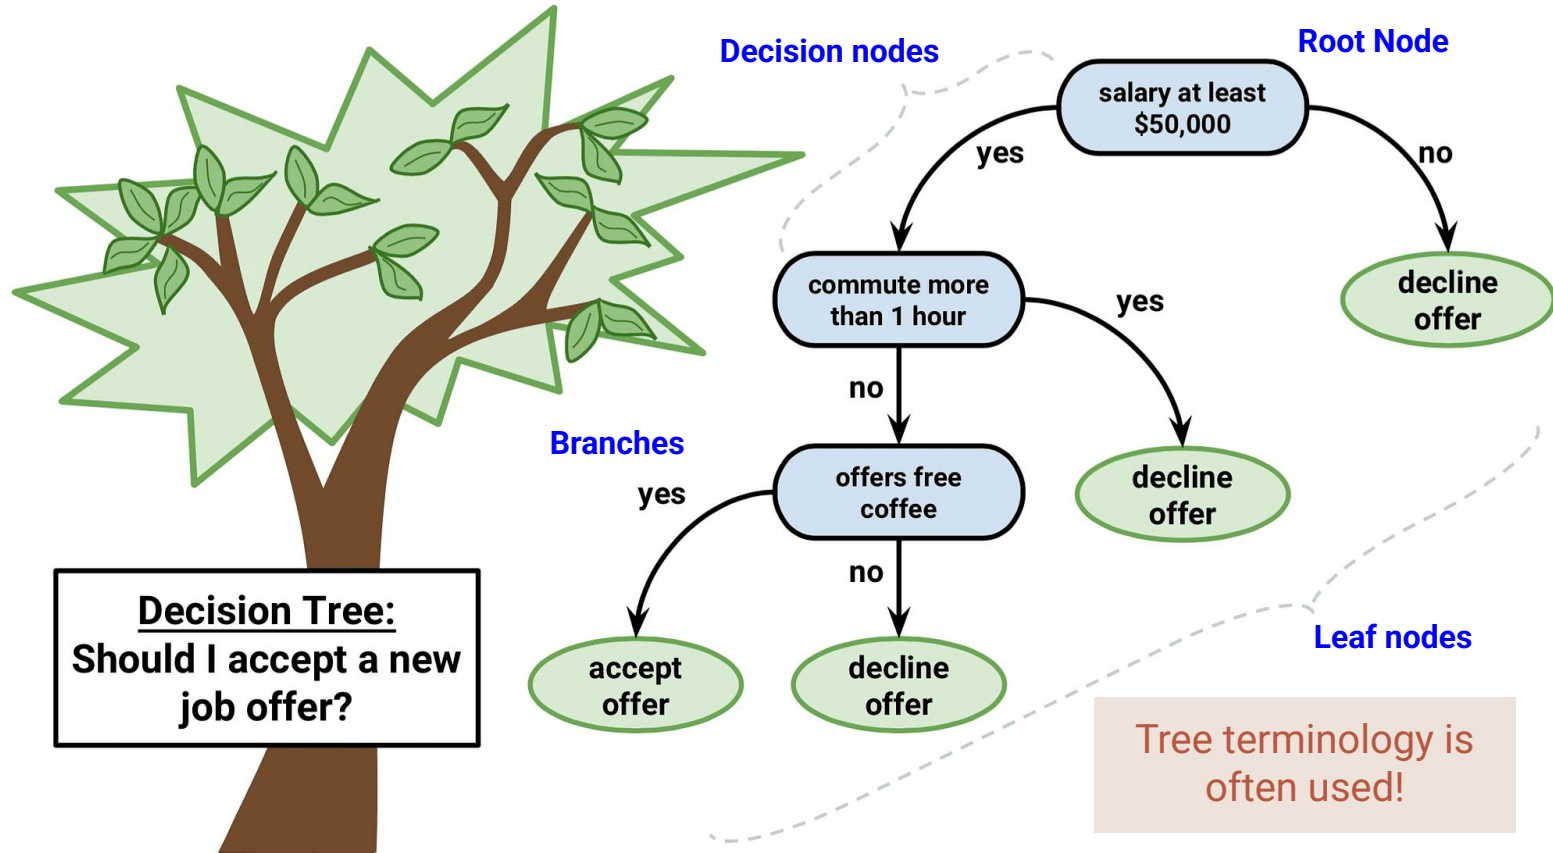 Decision nodes
Root Node
salary at least
$50,000
yes
no
commute more
than 1 hour
yes
decline
offer
no
Branches
offers free
coffee
decline
offer
yes
no
Decision Tree:
Should I accept a new
job offer?
accept
offer
decline
offer
Leaf nodes
Tree terminology is
often used!